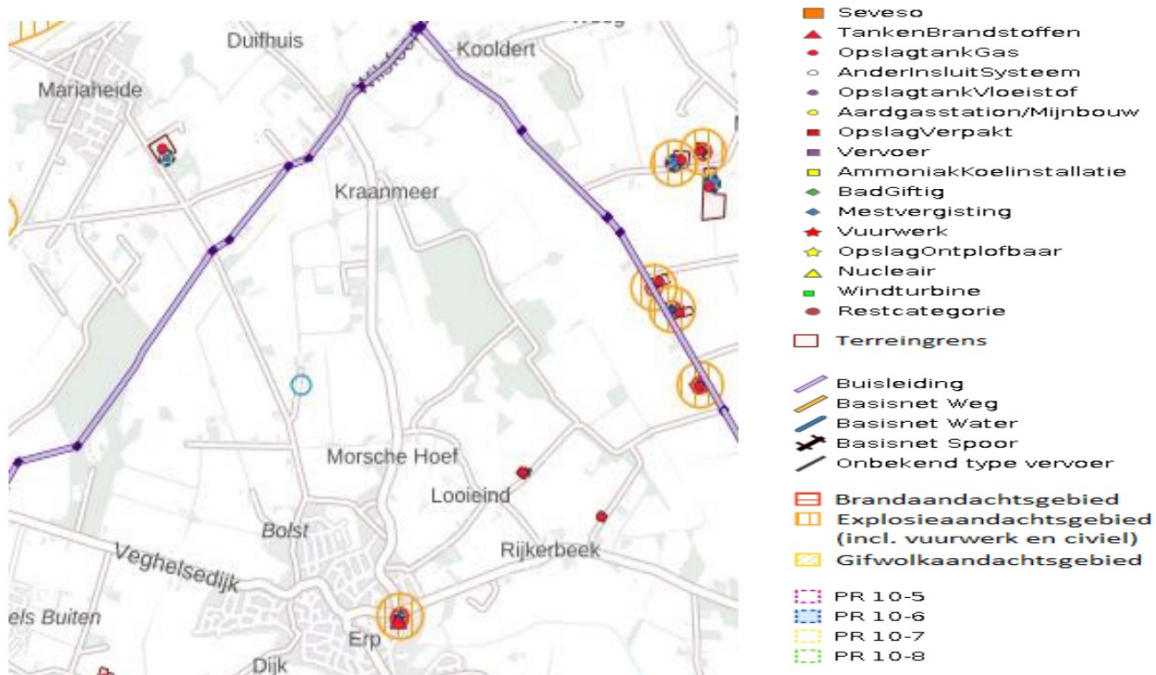 Duifhuis
Kooldert
Mariaheide
Kraanmeer
Morsche Hoef
Looieind
Bolst
Rijkerbeek
Veghelsedijk
els Buiten
Erp
Dijk
Seveso
TankenBrandstoffen
OpslagtankGas
AnderInsluitSysteem
OpslagtankVloeistof
Aardgasstation/Mijnbouw
OpslagVerpakt
Vervoer
AmmoniakKoelinstallatie
BadGiftig
Mestvergisting
Vuurwerk
OpslagOntplofbaar
Nucleair
Windturbine
Restcategorie
Terreingrens
Buisleiding
Basisnet Weg
Basisnet Water
Basisnet Spoor
Onbekend type vervoer
Brandaandachtsgebied
Explosieaandachtsgebied
(incl. vuurwerk en civiel)
Gifwolkaandachtsgebied
PR 10-5
PR 10-6
PR 10-7
PR 10-8